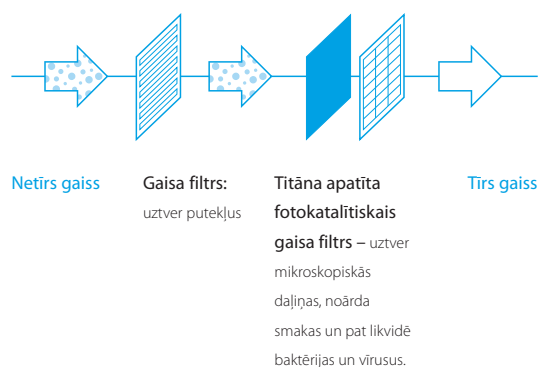 Netīrs gaiss
Gaisa filtrs:
uztver putekļus
Titāna apatīta
fotokatalītiskais
gaisa filtrs – uztver
mikroskopiskās
daļiņas, noārda
smakas un pat likvidē
baktērijas un vīrusus.
Tīrs gaiss